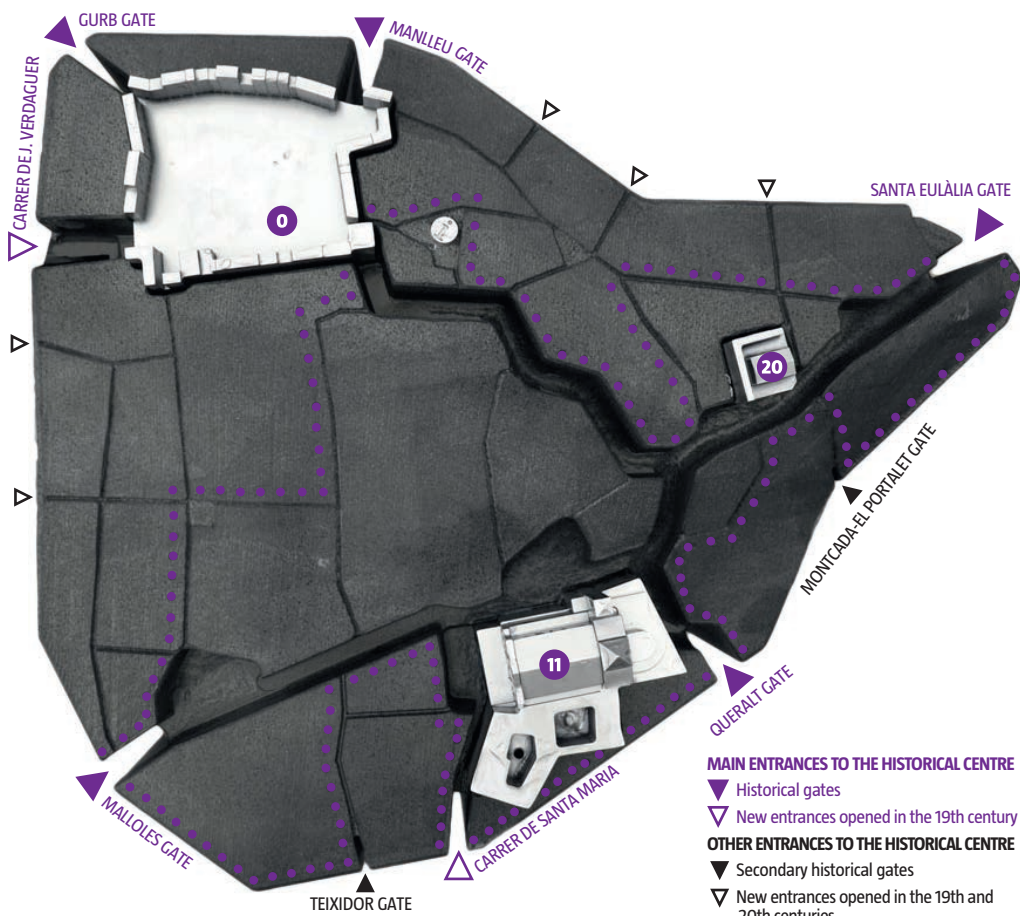 GURB GATE
MANLLEU GATE
CARRER DE J. VERDAGUER
SANTA EULÀLIA GATE
0
20
MONTCADA-EL PORTALET GATE
11
QUERALT GATE
MALLOLES GATE
CARRER DE SANTA MARIA
TEIXIDOR GATE
MAIN ENTRANCES TO THE HISTORICAL CENTRE
Historical gates
New entrances opened in the 19th century
OTHER ENTRANCES TO THE HISTORICAL CENTRE
Secondary historical gates
New entrances opened in the 19th and
20th centuries